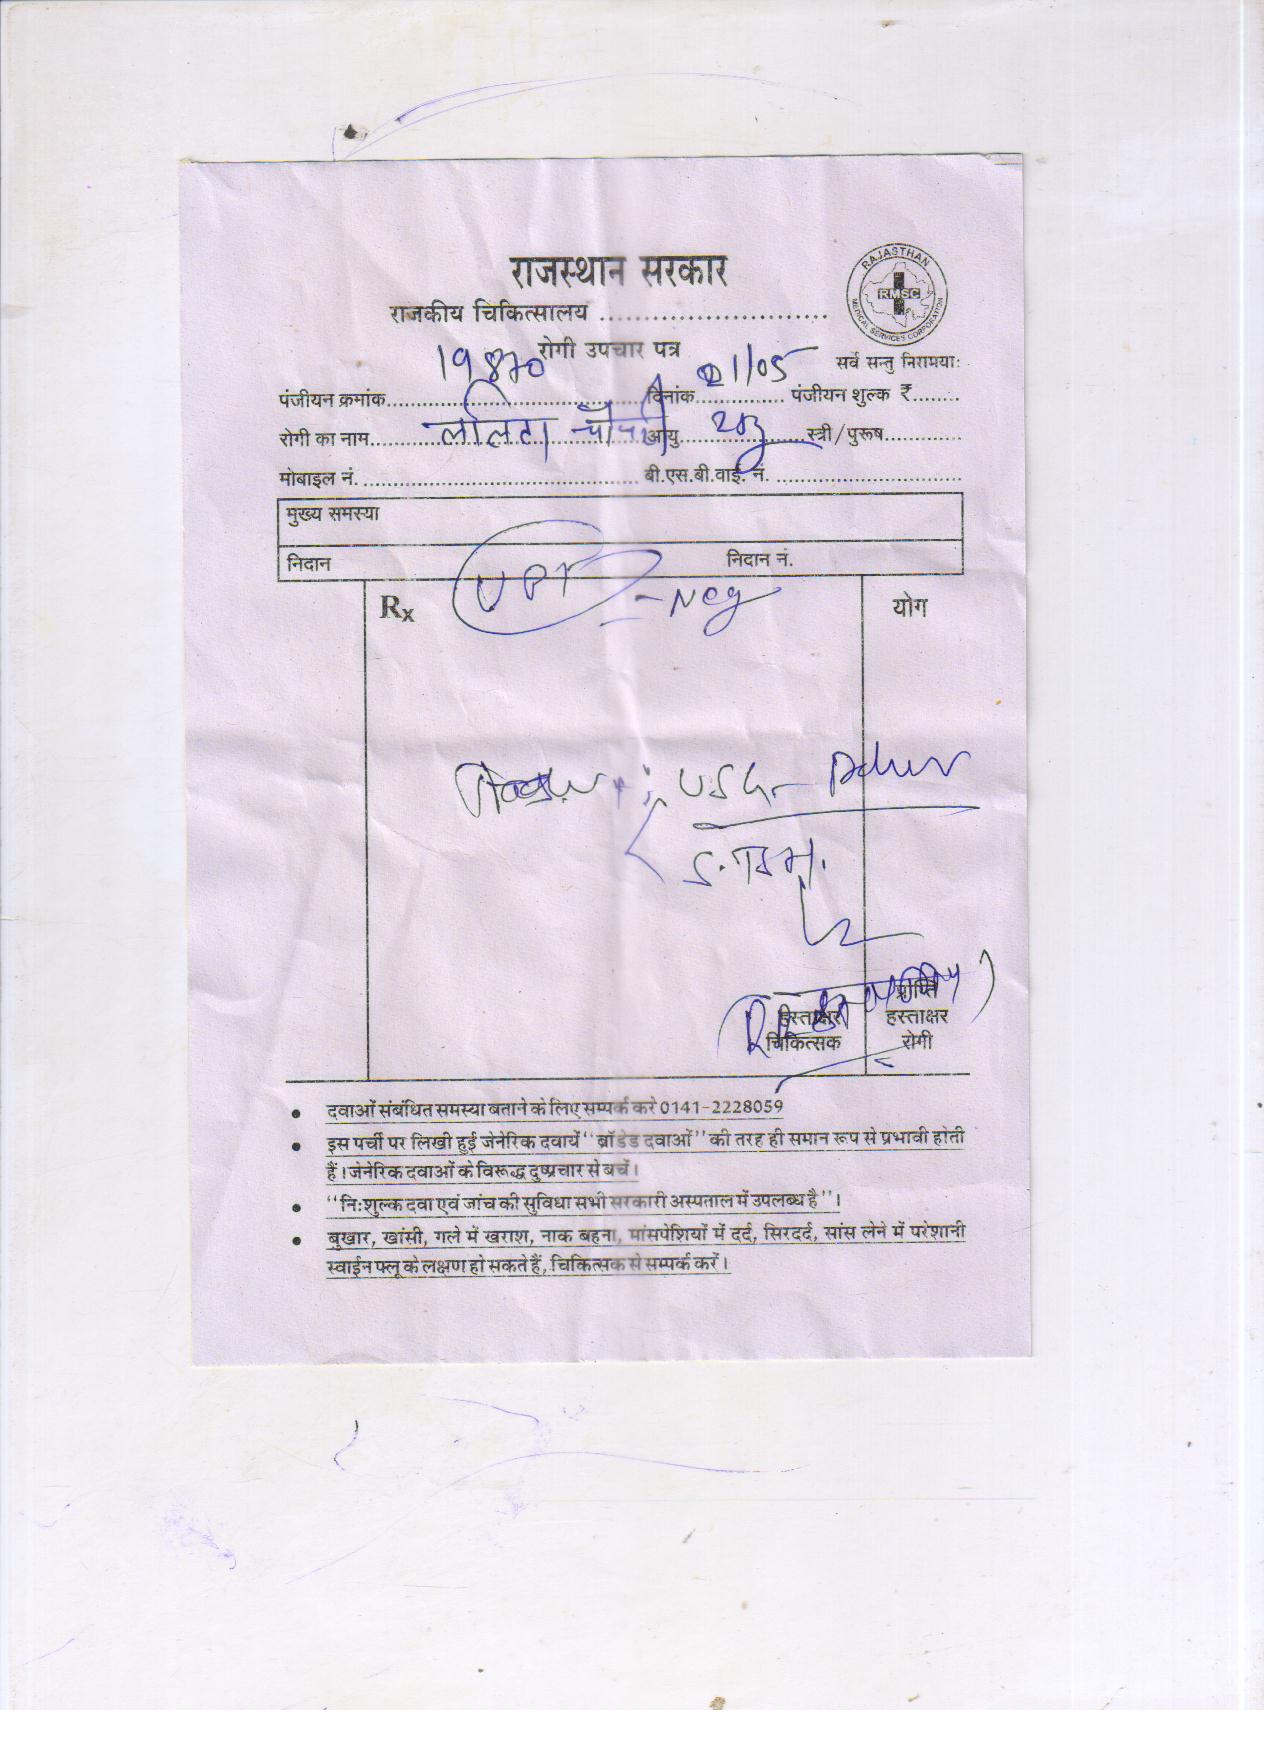 राजस्थान सरकार
राजकीय चिकित्सालय ..........................
रोगी उपचार पत्र
RAJASTHAN
RMSC
MEDICAL SERVICES CORPORATION
सर्वे सन्तु निरामयाः
पंजीयन क्रमांक 19870 दिनांक 21/05 पंजीयन शुल्क ₹........
रोगी का नाम ललिता चौधरी आयु स्त्री/पुरूष.............
मोबाइल नं. ........................................ बी.एस.बी.वाई. नं. ...........................
मुख्य समस्या
निदान निदान नं.
Rx UPT - Neg योग
USG -
प्राप्ति
हस्ताक्षर हस्ताक्षर
चिकित्सक रोगी
• दवाओं संबंधित समस्या बताने के लिए सम्पर्क करे 0141-2228059
• इस पर्ची पर लिखी हुई जेनेरिक दवायें ‘‘ब्रॉडेड दवाओं’’ की तरह ही समान रूप से प्रभावी होती
हैं। जेनेरिक दवाओं के विरूद्ध दुष्प्रचार से बचें।
• ‘‘निःशुल्क दवा एवं जांच की सुविधा सभी सरकारी अस्पताल में उपलब्ध है’’।
• बुखार, खांसी, गले में खराश, नाक बहना, मांसपेशियों में दर्द, सिरदर्द, सांस लेने में परेशानी
स्वाईन फ्लू के लक्षण हो सकते हैं, चिकित्सक से सम्पर्क करें।